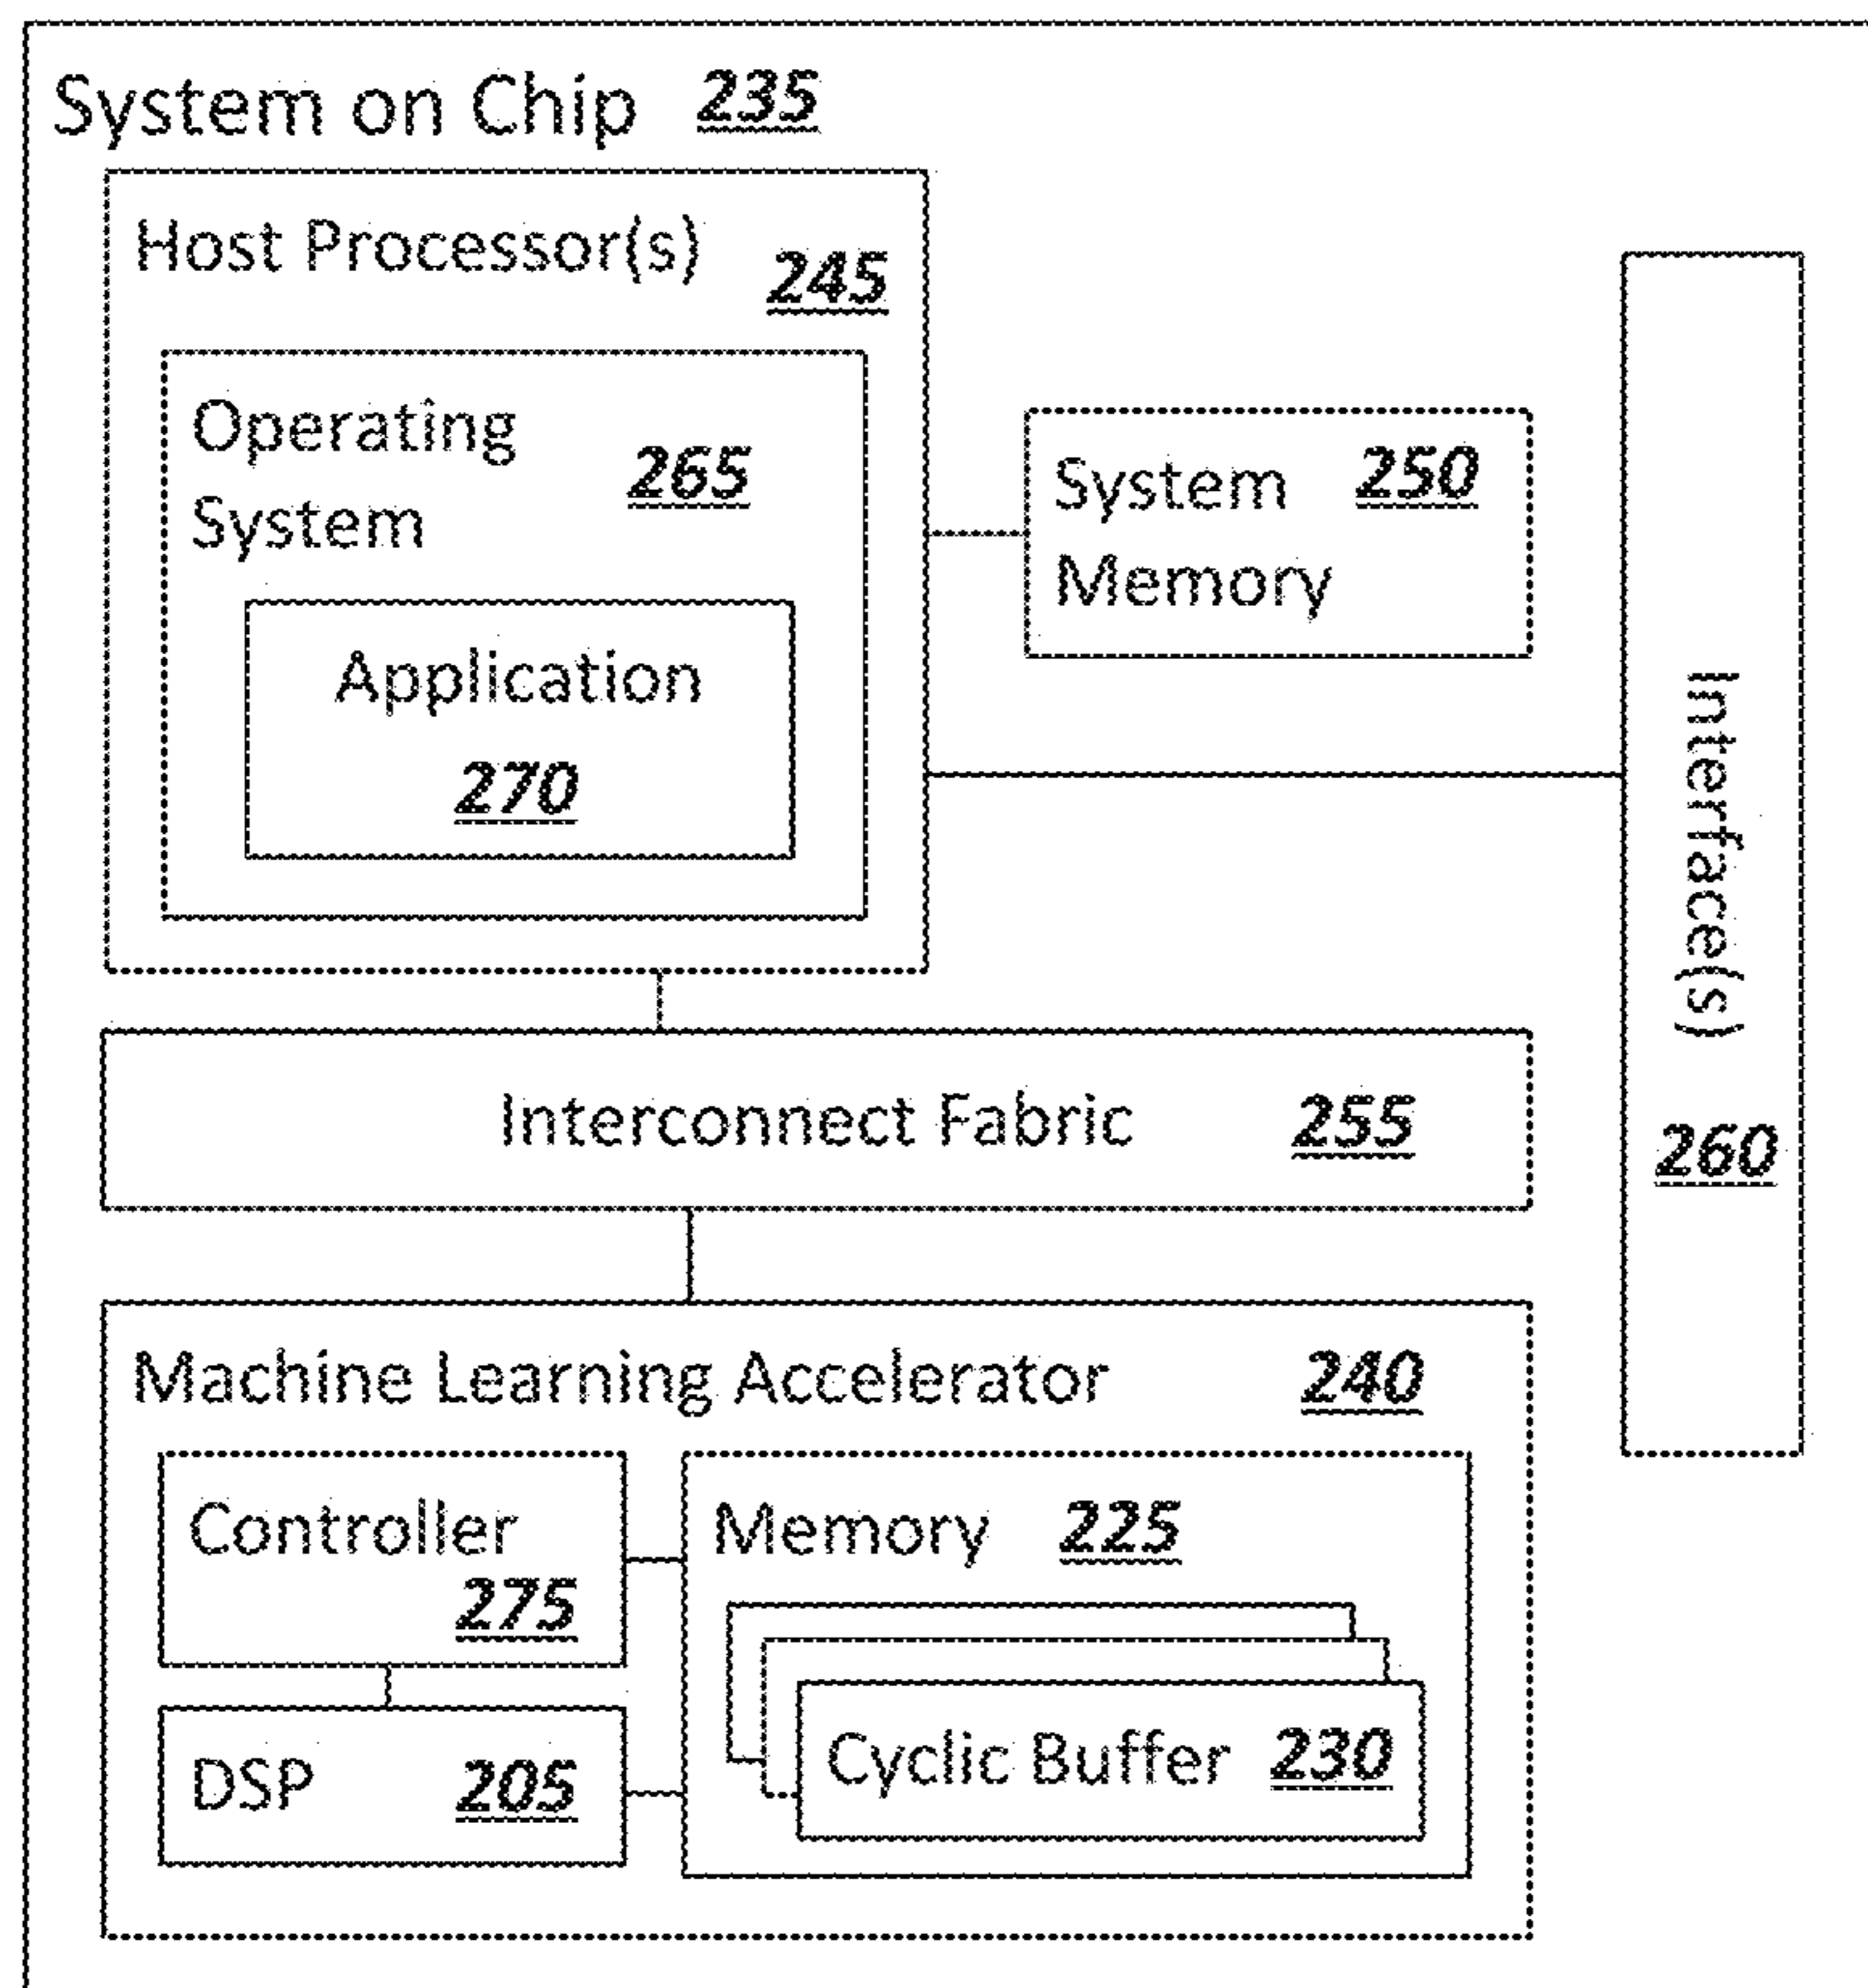 System on Chip 235
Host Processor(s) 245
Operating System 265
Application
270
System Memory 250
Interface(s) 260
Interconnect Fabric 255
Machine Learning Accelerator 240
Controller
275
Memory 225
DSP 205
Cyclic Buffer 230